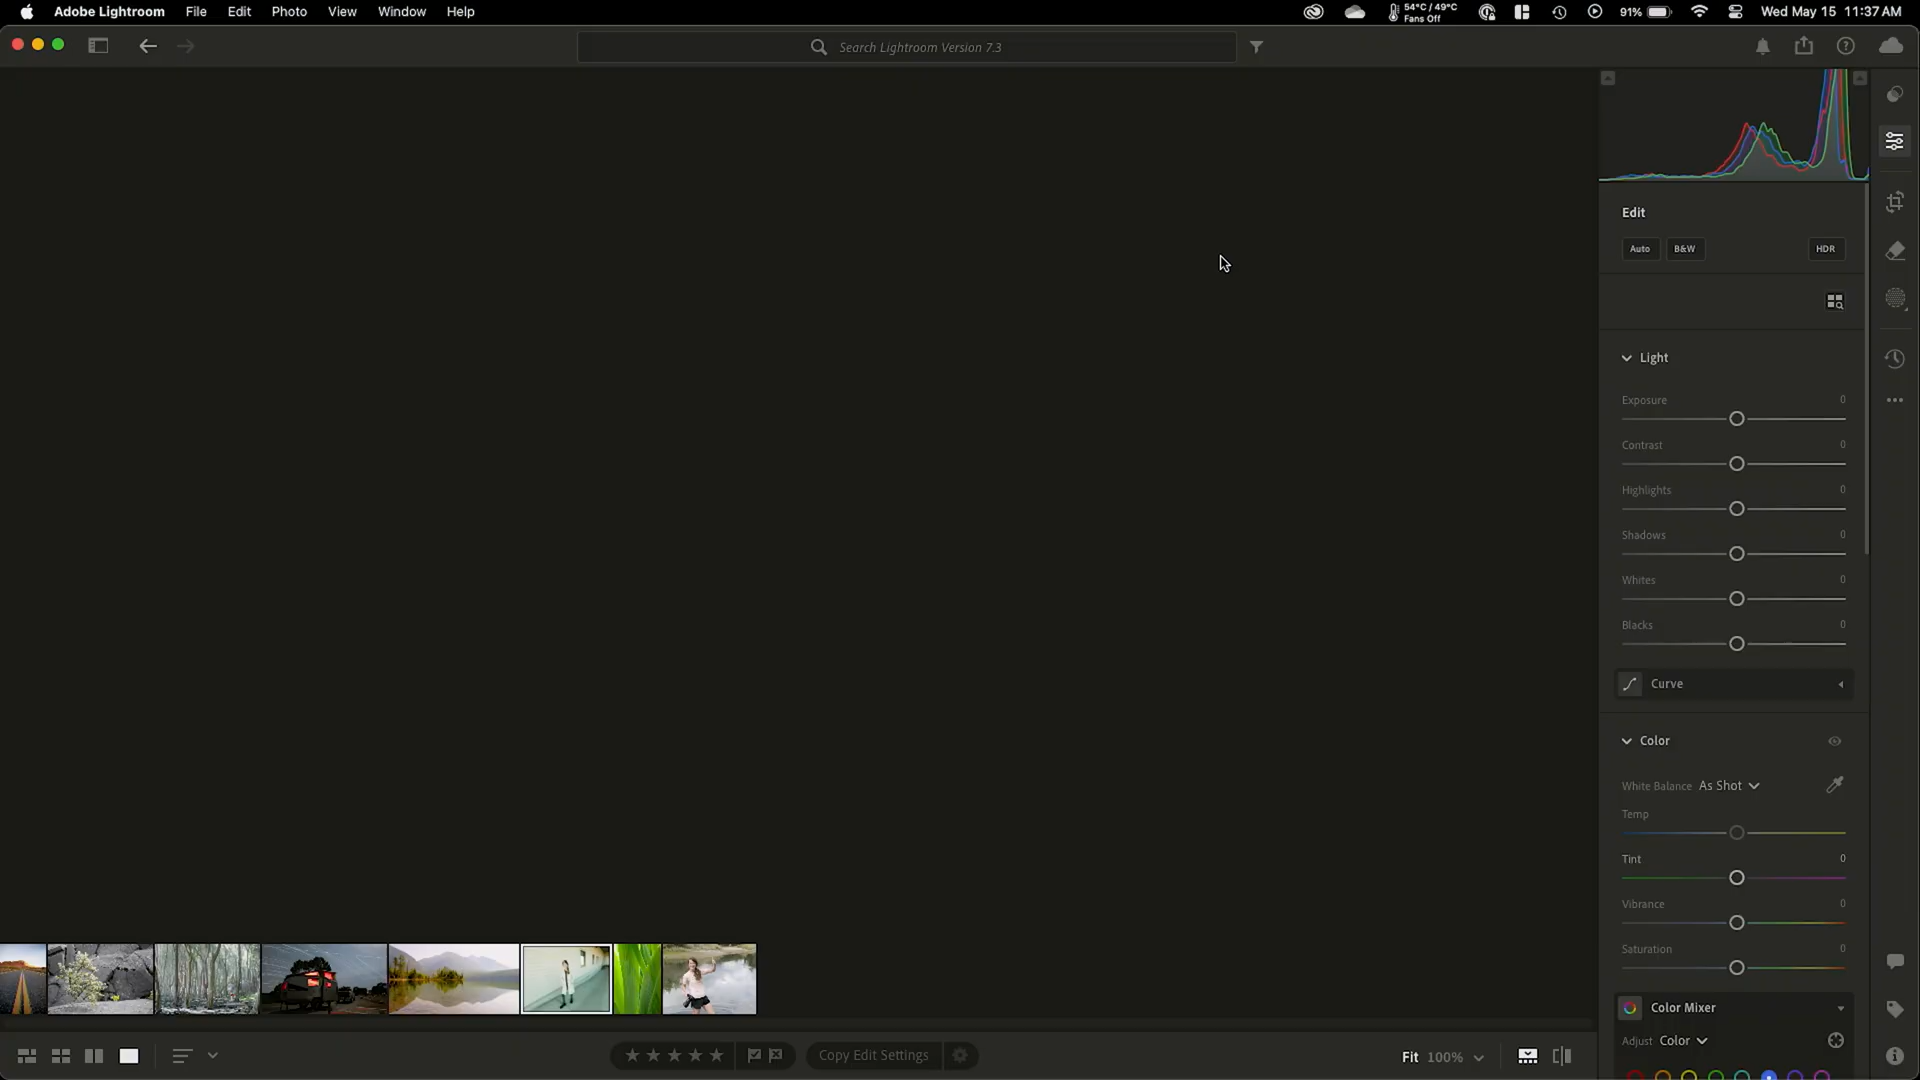 Adobe Lightroom File Edit Photo View Window Help
54°C / 49°C
Fans Off
91%
Wed May 15 11:37 AM
Search Lightroom Version 7.3
Edit
Auto B&W HDR
Light
Exposure 0
Contrast 0
Highlights 0
Shadows 0
Whites 0
Blacks 0
Curve
Color
White Balance As Shot
Temp
Tint 0
Vibrance 0
Saturation 0
Color Mixer
Adjust Color
Copy Edit Settings
Fit 100%